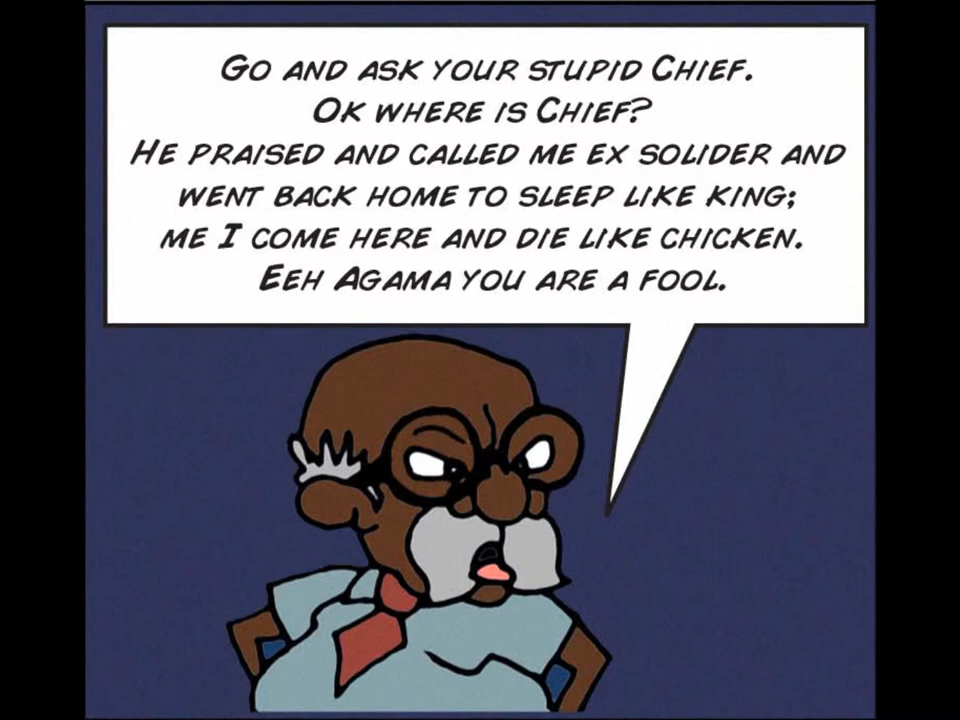 Go and ask your stupid Chief.
Ok where is Chief?
He praised and called me ex solider and
went back home to sleep like king;
me I come here and die like chicken.
Eeh Agama you are a fool.